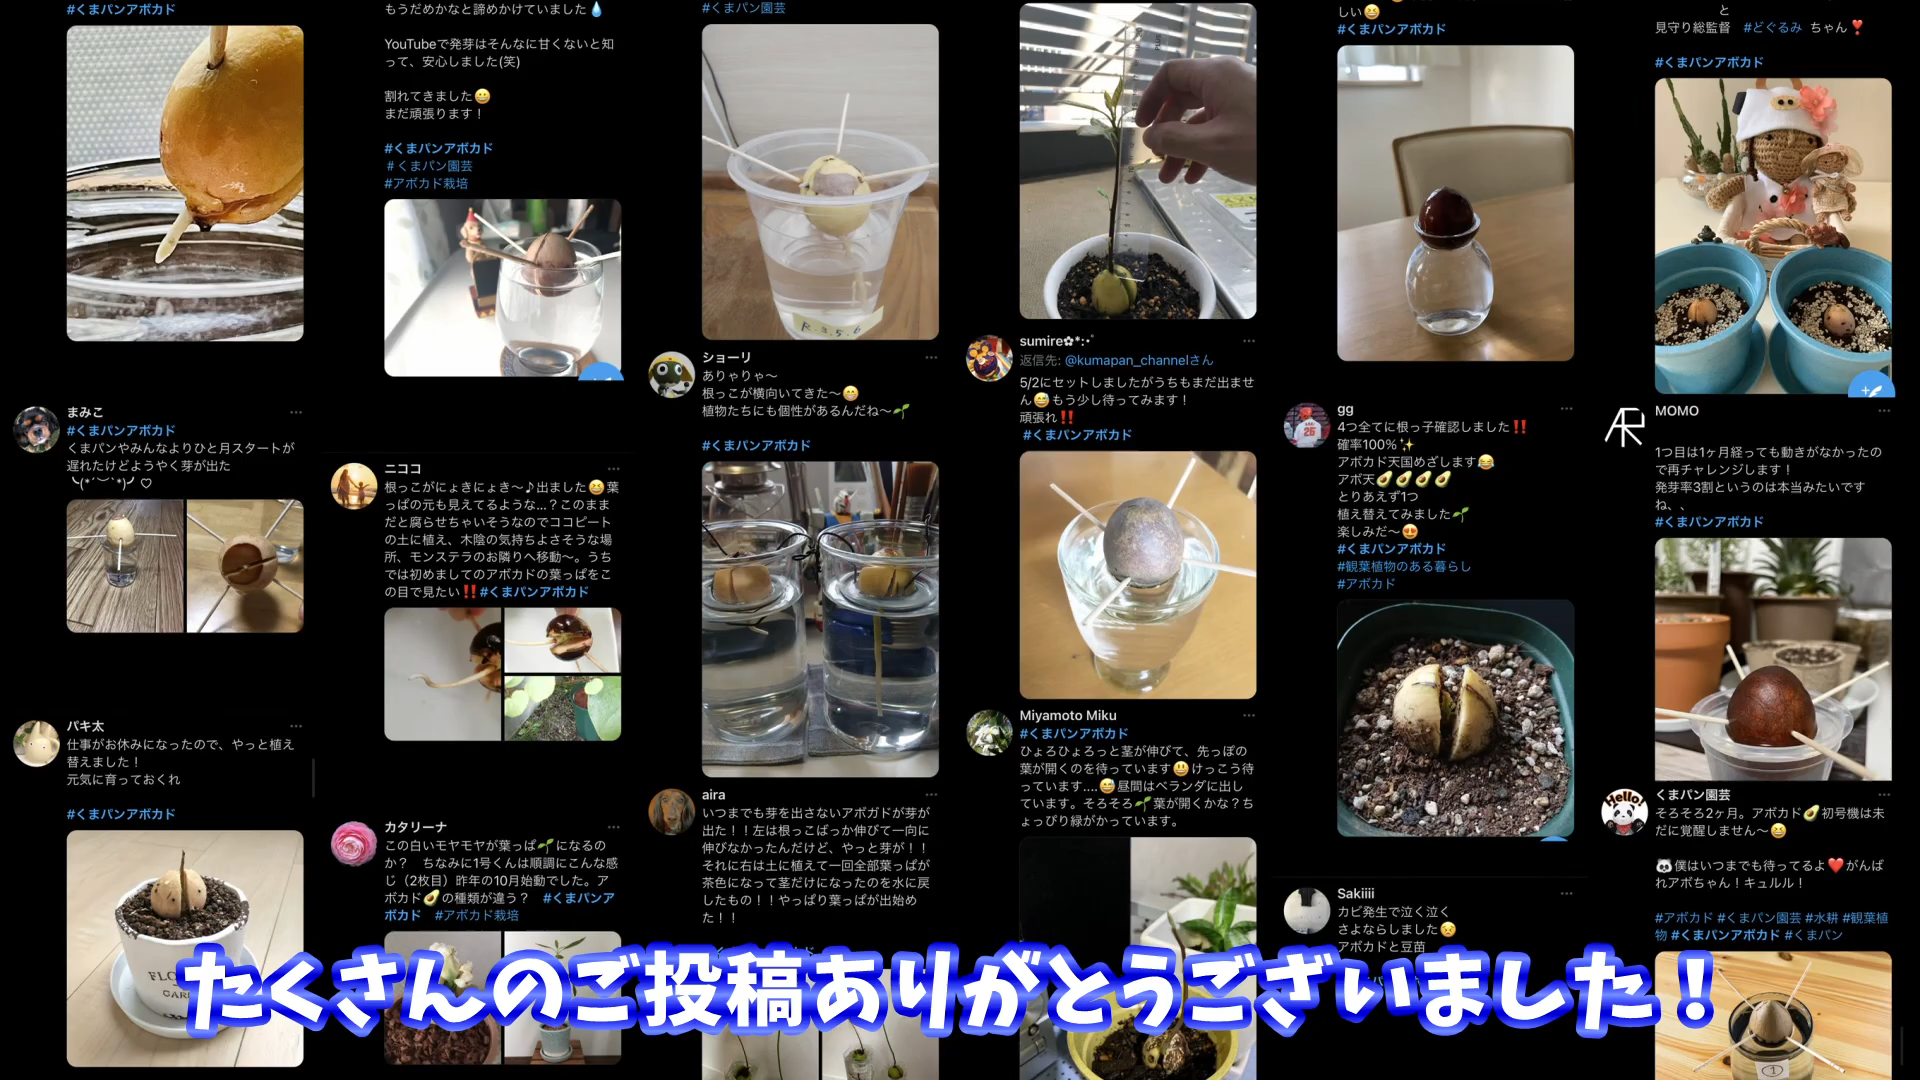 #くまパンアボカド
まみこ
#くまパンアボカド
くまパンやみんなよりひと月スタートが
遅れたけどようやく芽が出た
パキ太
仕事がお休みになったので、やっと植え
替えました！
元気に育っておくれ
#くまパンアボカド
もうだめかなと諦めかけていました💧
YouTubeで発芽はそんなに甘くないと知
って、安心しました(笑)
割れてきました😀
まだ頑張ります！
#くまパンアボカド
#くまパン園芸
#アボカド栽培
ニココ
根っこがにょきにょき〜♪出ました😆葉
っぱの元も見えてるような…？このまま
だと腐らせちゃいそうなのでココピート
の土に植え、木陰の気持ちよさそうな場
所、モンステラのお隣りへ移動〜。うち
では初めましてのアボカドの葉っぱをこ
の目で見たい‼️#くまパンアボカド
カタリーナ
この白いモヤモヤが葉っぱ🌱になるの
か？　ちなみに1号くんは順調にこんな感
じ（2枚目）昨年の10月始動でした。ア
ボカド🥑の種類が違う？　#くまパンア
ボカド　#アボカド栽培
#くまパン園芸
R.3.5.6
ショーリ
ありゃりゃ〜
根っこが横向いてきた〜😁
植物たちにも個性があるんだね〜🌱
#くまパンアボカド
aira
いつまでも芽を出さないアボガドが芽が
出た！！左は根っこばっか伸びて一向に
伸びなかったんだけど、やっと芽が！！
それに右は土に植えて一回全部葉っぱが
茶色になって茎だけになったのを水に戻
したもの！！やっぱり葉っぱが出始め
た！！
sumire✿*:･ﾟ
返信先: @kumapan_channelさん
5/2にセットしましたがうちもまだ出ませ
ん😅もう少し待ってみます！
頑張れ‼️
#くまパンアボカド
Miyamoto Miku
#くまパンアボカド
ひょろひょろっと茎が伸びて、先っぽの
葉が開くのを待っています😃けっこう待
っています....😅昼間はベランダに出し
ています。そろそろ🌱葉が開くかな？ち
ょっぴり緑がかっています。
しい😆
#くまパンアボカド
gg
4つ全てに根っ子確認しました‼️
確率100%✨
アボカド天国めざします😂
アボ天🥑🥑🥑🥑
とりあえず1つ
植え替えてみました🌱
楽しみだ〜😍
#くまパンアボカド
#観葉植物のある暮らし
#アボカド
Sakiiii
カビ発生で泣く泣く
さよならしました😣
アボカドと豆苗
と
見守り総監督　#どぐるみ ちゃん❣️
#くまパンアボカド
MOMO
1つ目は1ヶ月経っても動きがなかったの
で再チャレンジします！
発芽率3割というのは本当みたいです
ね、、
#くまパンアボカド
Hello!
くまパン園芸
そろそろ2ヶ月。アボカド🥑初号機は未
だに覚醒しません〜😆
🐼僕はいつまでも待ってるよ❤️がんば
れアボちゃん！キュルル！
#アボカド #くまパン園芸 #水耕 #観葉植
物 #くまパンアボカド #くまパン
①
たくさんのご投稿ありがとうございました！